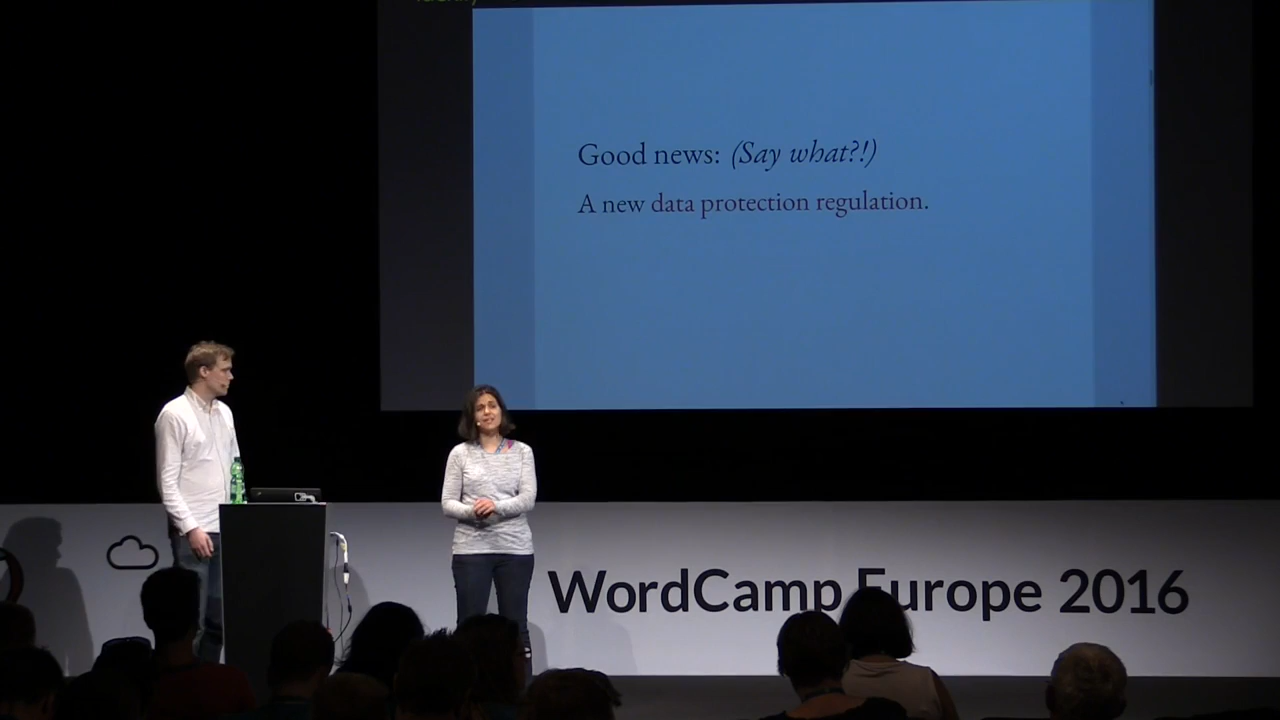 Good news: (Say what?!)
A new data protection regulation.
WordCamp Europe 2016